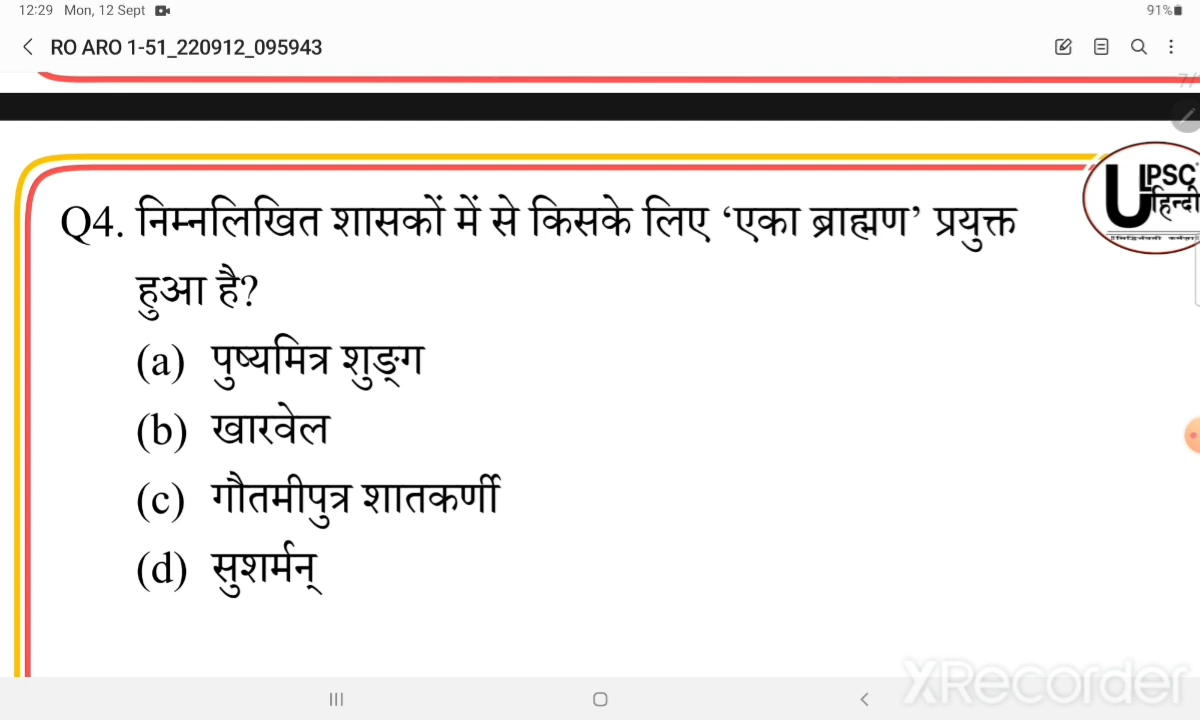 12:29 Mon, 12 Sept 91%
RO ARO 1-51_220912_095943
Q4. निम्नलिखित शासकों में से किसके लिए ‘एका ब्राह्मण’ प्रयुक्त
हुआ है?
(a) पुष्यमित्र शुङ्ग
(b) खारवेल
(c) गौतमीपुत्र शातकर्णी
(d) सुशर्मन्
XRecorder